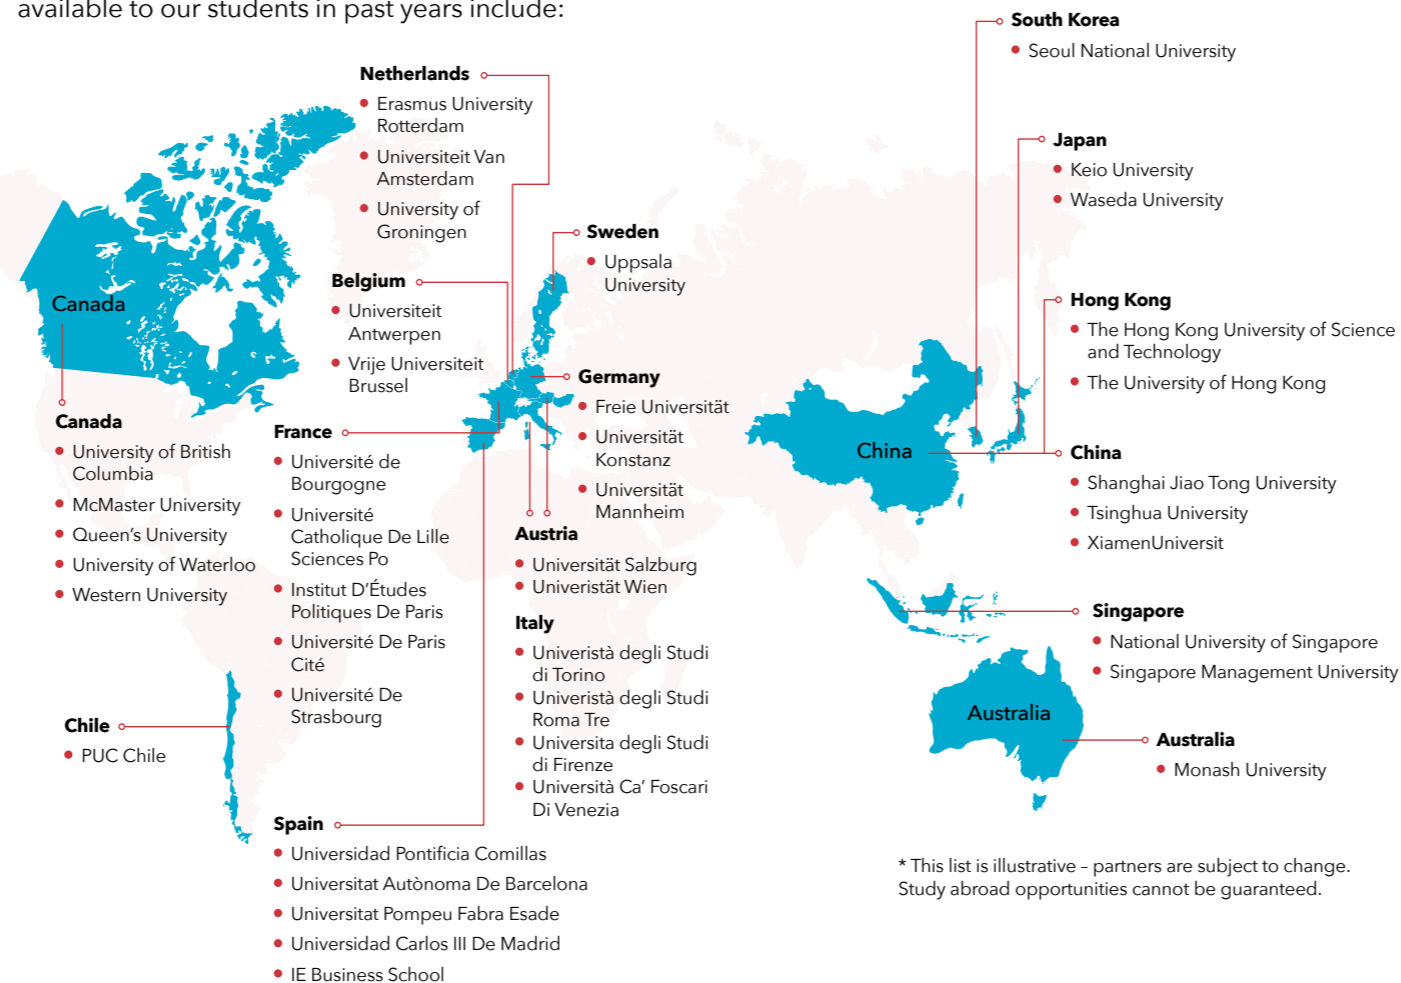 available to our students in past years include:
Canada
Canada
University of British
Columbia
McMaster University
Queen's University
University of Waterloo
Western University
Chile
PUC Chile
Netherlands
Erasmus University
Rotterdam
Universiteit Van
Amsterdam
University of
Groningen
Belgium
Universiteit
Antwerpen
Vrije Universiteit
Brussel
France
Université de
Bourgogne
Université
Catholique De Lille
Sciences Po
Institut D'Études
Politiques De Paris
Université De Paris
Cité
Université De
Strasbourg
Spain
Universidad Pontificia Comillas
Universitat Autònoma De Barcelona
Universitat Pompeu Fabra Esade
Universidad Carlos III De Madrid
IE Business School
Sweden
Uppsala
University
Germany
Freie Universität
Universität
Konstanz
Universität
Mannheim
Austria
Universität Salzburg
Univeristät Wien
Italy
Univeristà degli Studi
di Torino
Univeristà degli Studi
Roma Tre
Universita degli Studi
di Firenze
Università Ca' Foscari
Di Venezia
South Korea
Seoul National University
Japan
Keio University
Waseda University
Hong Kong
The Hong Kong University of Science
and Technology
The University of Hong Kong
China
China
Shanghai Jiao Tong University
Tsinghua University
XiamenUniversit
Singapore
National University of Singapore
Singapore Management University
Australia
Australia
Monash University
* This list is illustrative – partners are subject to change.
Study abroad opportunities cannot be guaranteed.